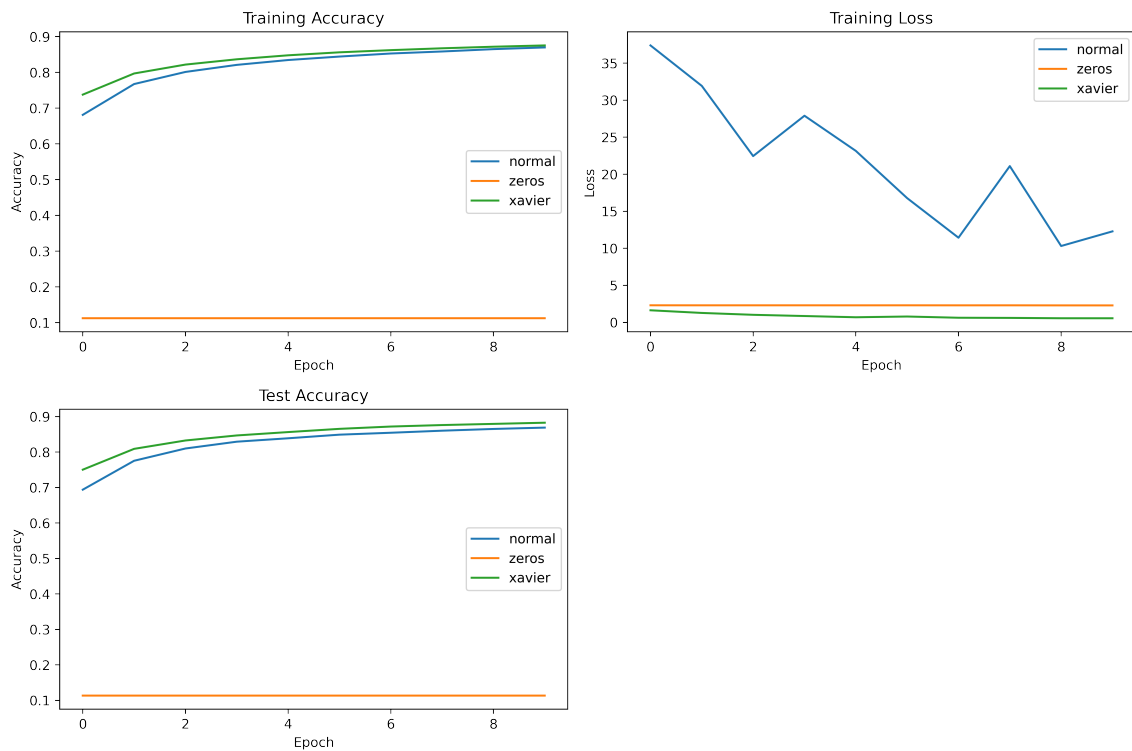 Training Accuracy
0.9
0.8
0.7
0.6
0.5
0.4
0.3
0.2
0.1
Accuracy
normal
zeros
xavier
0 2 4 6 8
Epoch
Training Loss
35
30
25
20
15
10
5
0
Loss
normal
zeros
xavier
0 2 4 6 8
Epoch
Test Accuracy
0.9
0.8
0.7
0.6
0.5
0.4
0.3
0.2
0.1
Accuracy
normal
zeros
xavier
0 2 4 6 8
Epoch